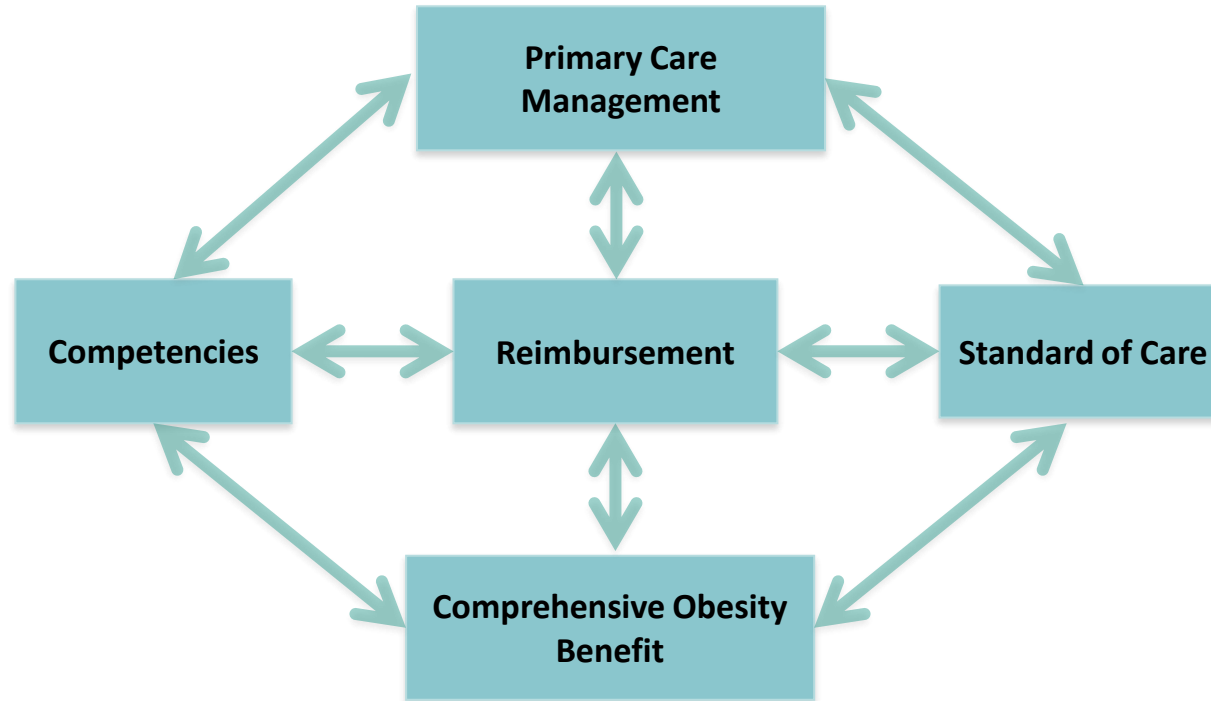 Primary Care
Management
Competencies
Reimbursement
Standard of Care
Comprehensive Obesity
Benefit